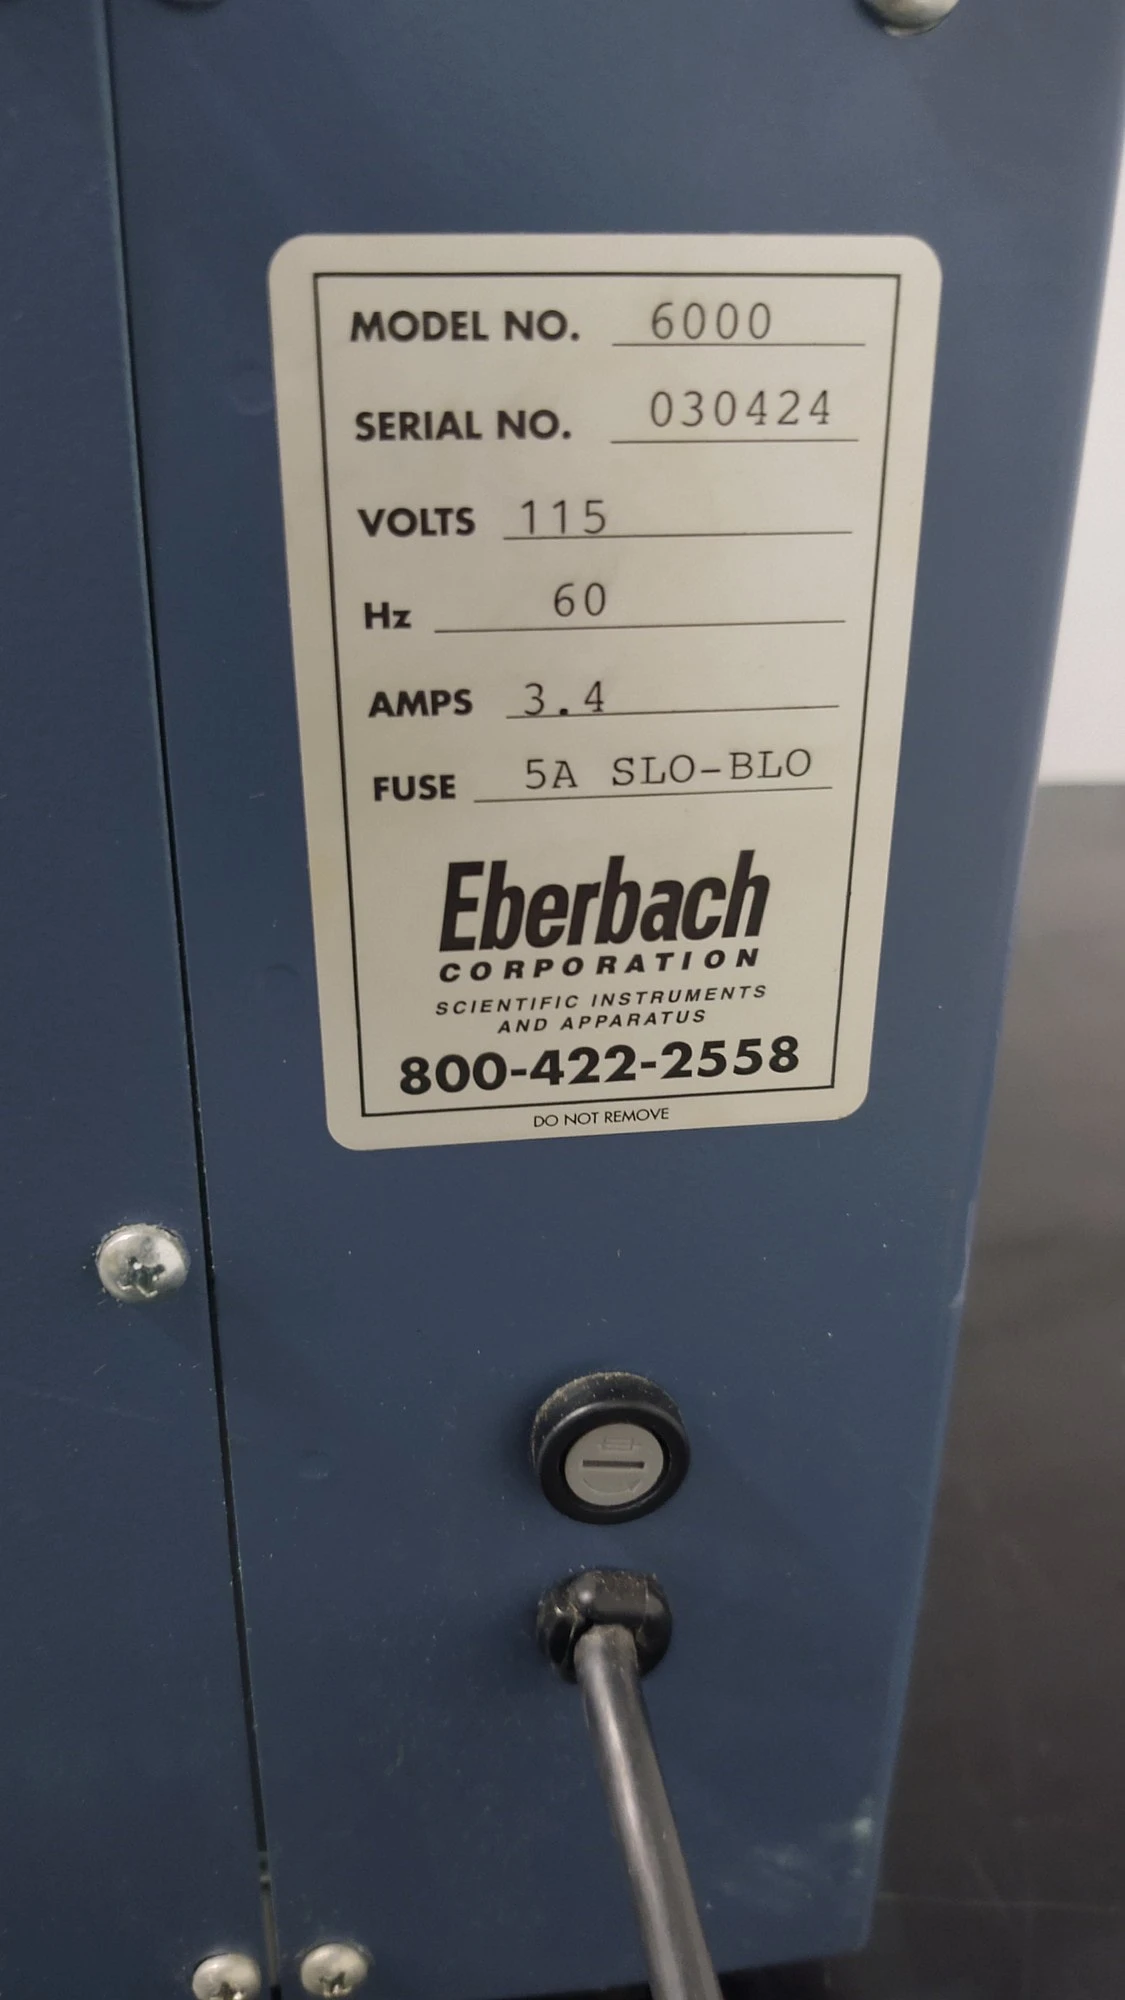 MODEL NO. 6000
SERIAL NO. 030424
VOLTS 115
Hz 60
AMPS 3.4
FUSE 5A SLO-BLO
Eberbach
CORPORATION
SCIENTIFIC INSTRUMENTS
AND APPARATUS
800-422-2558
DO NOT REMOVE